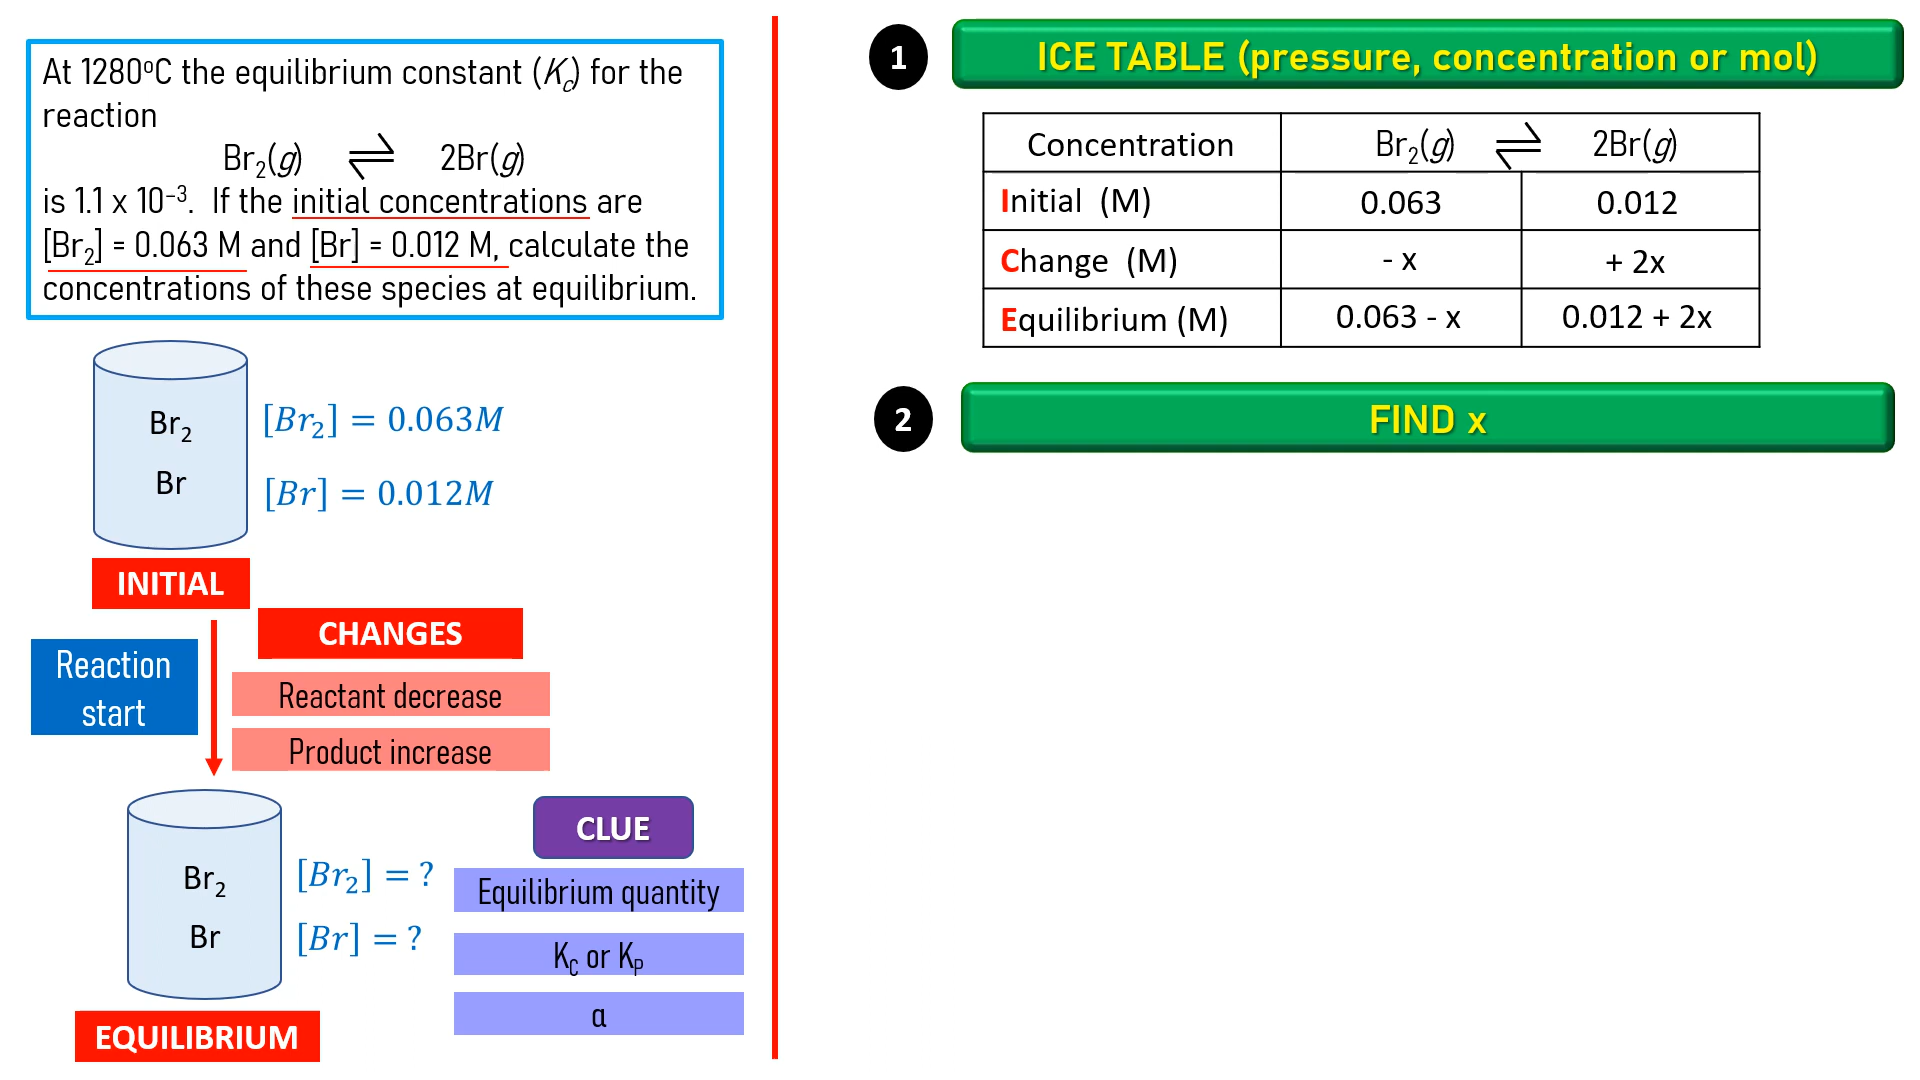 At 1280ºC the equilibrium constant (Kc) for the
reaction
Br₂(g) ⇌ 2Br(g)
is 1.1 x 10⁻³. If the initial concentrations are
[Br₂] = 0.063 M and [Br] = 0.012 M, calculate the
concentrations of these species at equilibrium.
Br₂
[Br₂] = 0.063M
Br
[Br] = 0.012M
INITIAL
CHANGES
Reaction
start
Reactant decrease
Product increase
CLUE
Br₂
[Br₂] = ?
Equilibrium quantity
Br
[Br] = ?
K_C or K_P
α
EQUILIBRIUM
1
ICE TABLE (pressure, concentration or mol)
Concentration Br₂(g) ⇌ 2Br(g)
Initial (M) 0.063 0.012
Change (M) - x + 2x
Equilibrium (M) 0.063 - x 0.012 + 2x
2
FIND x